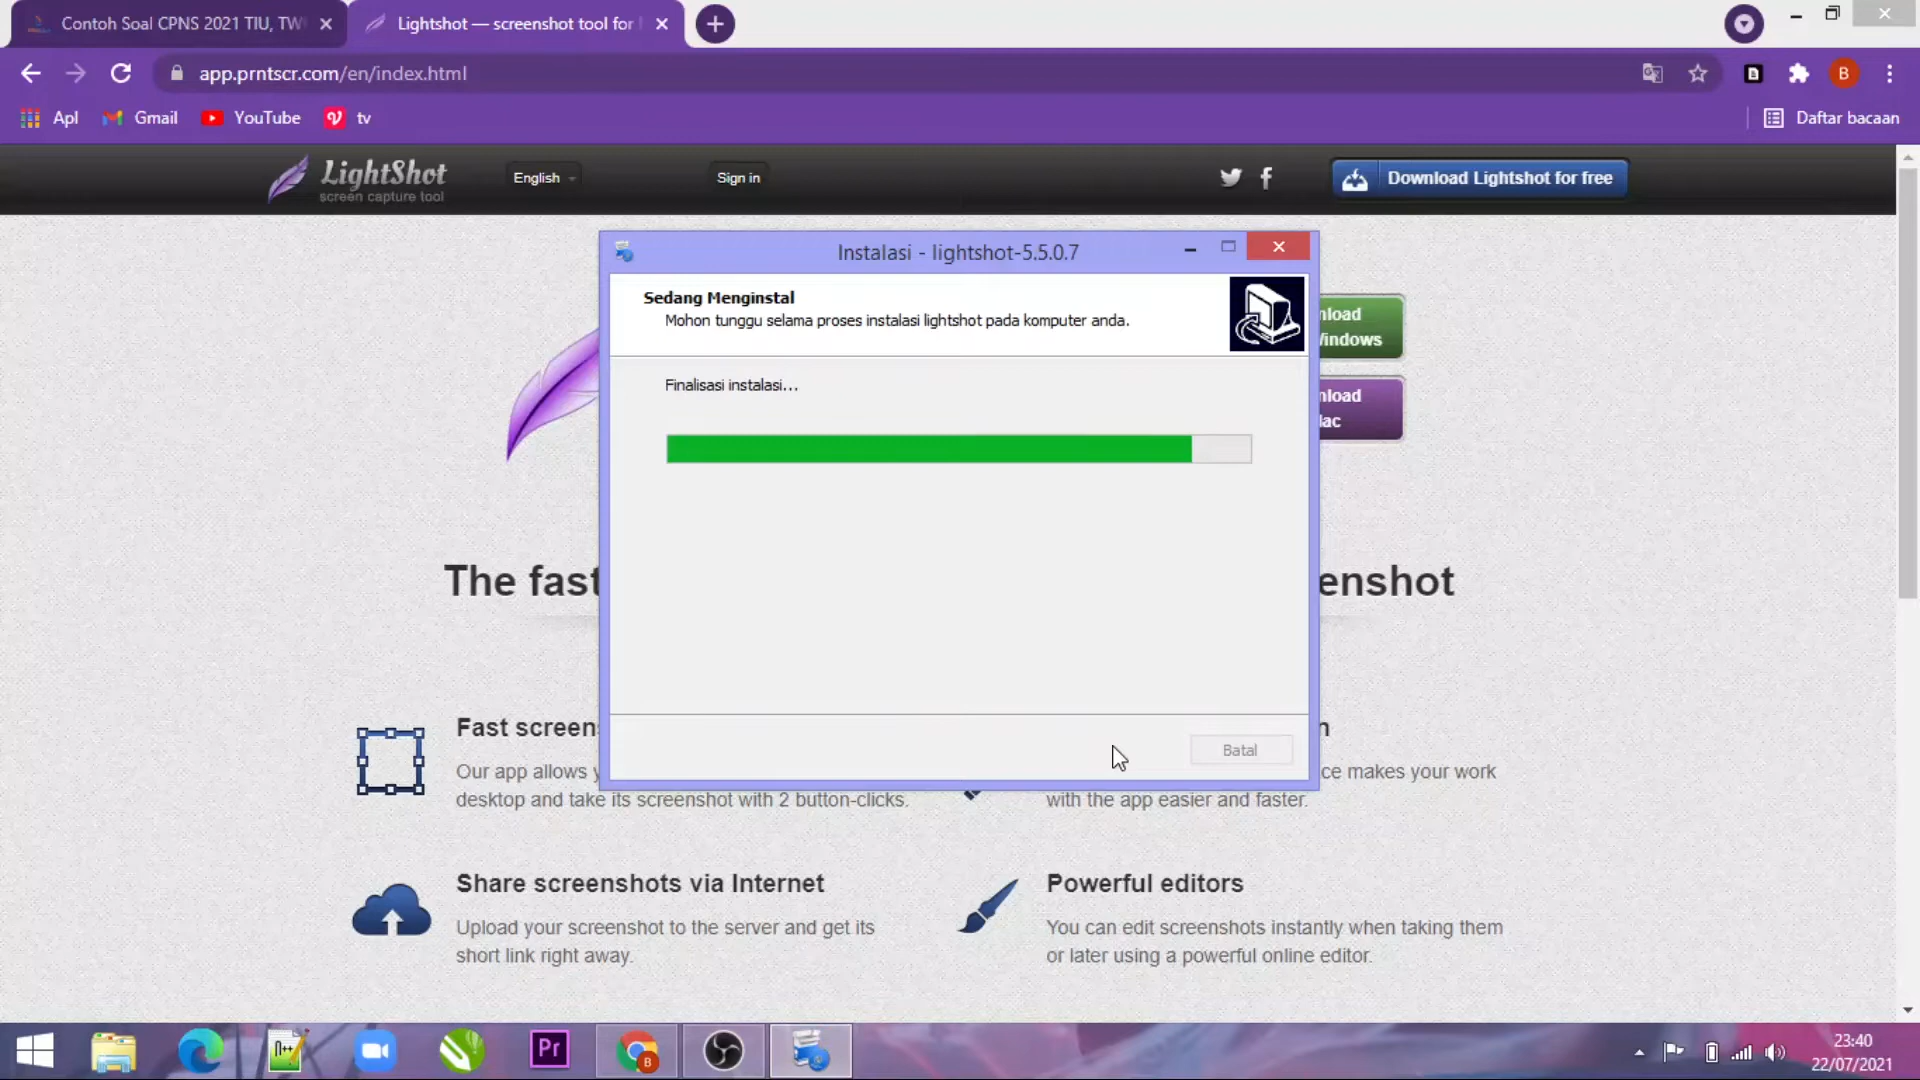 Contoh Soal CPNS 2021 TIU, TW
Lightshot — screenshot tool for
app.prntscr.com/en/index.html
B
Apl
Gmail
YouTube
tv
Daftar bacaan
LightShot
screen capture tool
English
Sign in
Download Lightshot for free
Instalasi - lightshot-5.5.0.7
Sedang Menginstal
Mohon tunggu selama proses instalasi lightshot pada komputer anda.
Finalisasi instalasi...
Batal
nload
Windows
nload
ac
The fast
enshot
Fast screens
n
Our app allows y
desktop and take its screenshot with 2 button-clicks.
ce makes your work
with the app easier and faster.
Share screenshots via Internet
Upload your screenshot to the server and get its
short link right away.
Powerful editors
You can edit screenshots instantly when taking them
or later using a powerful online editor.
n++
Pr
B
23:40
22/07/2021